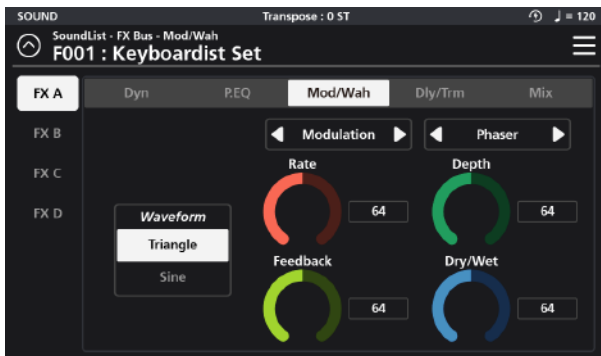 SOUND Transpose : 0 ST ♩ = 120
SoundList - FX Bus - Mod/Wah
F001 : Keyboardist Set
FX A Dyn P.EQ Mod/Wah Dly/Trm Mix
FX B Modulation Phaser
Rate Depth
FX C
FX D 64 64
Waveform
Triangle
Feedback Dry/Wet
Sine
64 64